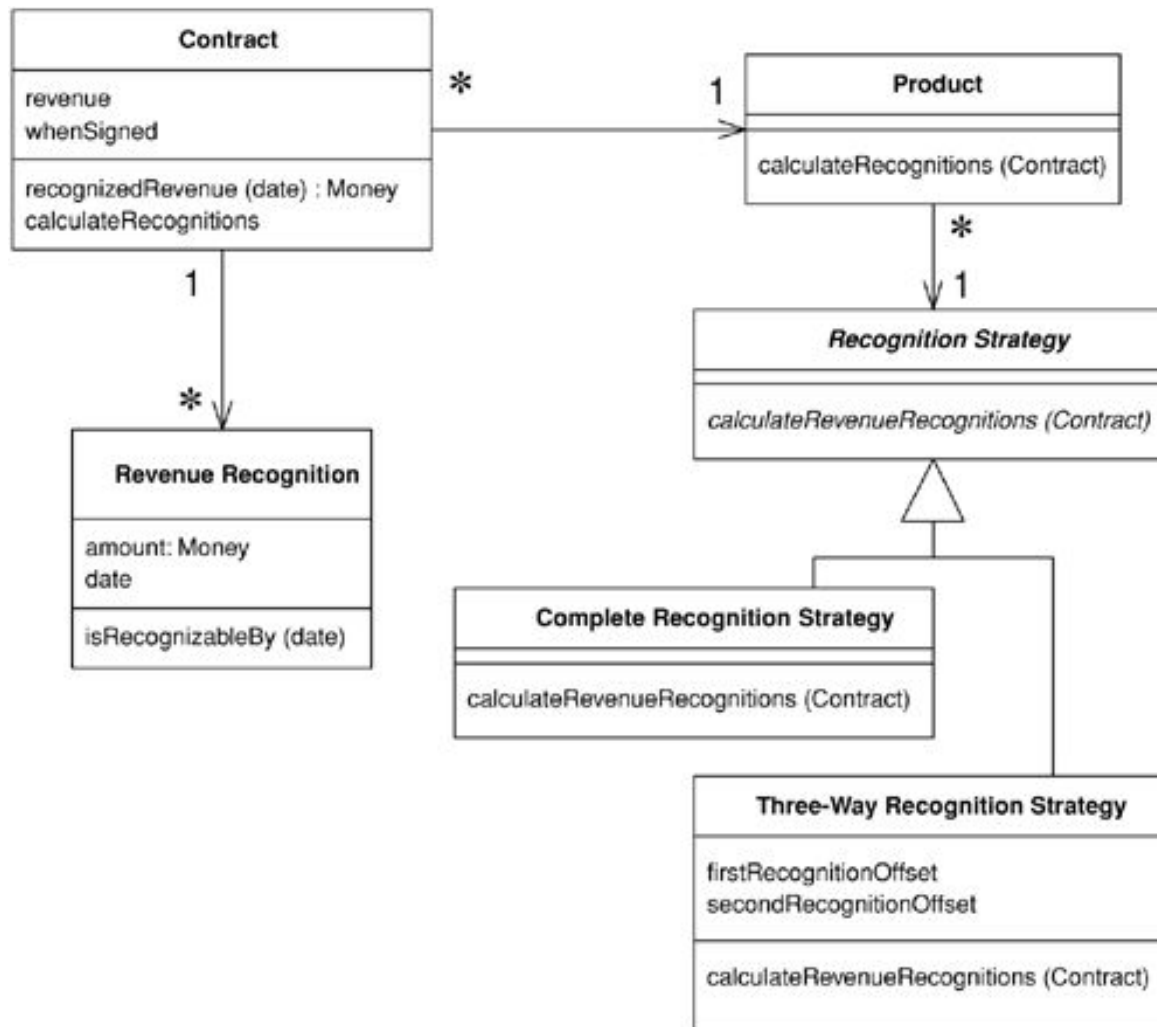 Contract
revenue
whenSigned
recognizedRevenue (date) : Money
calculateRecognitions
*
1
Product
calculateRecognitions (Contract)
*
1
1
*
Recognition Strategy
calculateRevenueRecognitions (Contract)
Revenue Recognition
amount: Money
date
isRecognizableBy (date)
Complete Recognition Strategy
calculateRevenueRecognitions (Contract)
Three-Way Recognition Strategy
firstRecognitionOffset
secondRecognitionOffset
calculateRevenueRecognitions (Contract)